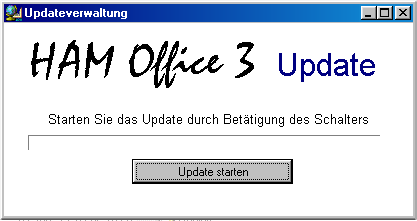 Updateverwaltung
HAM Office 3 Update
Starten Sie das Update durch Betätigung des Schalters
Update starten